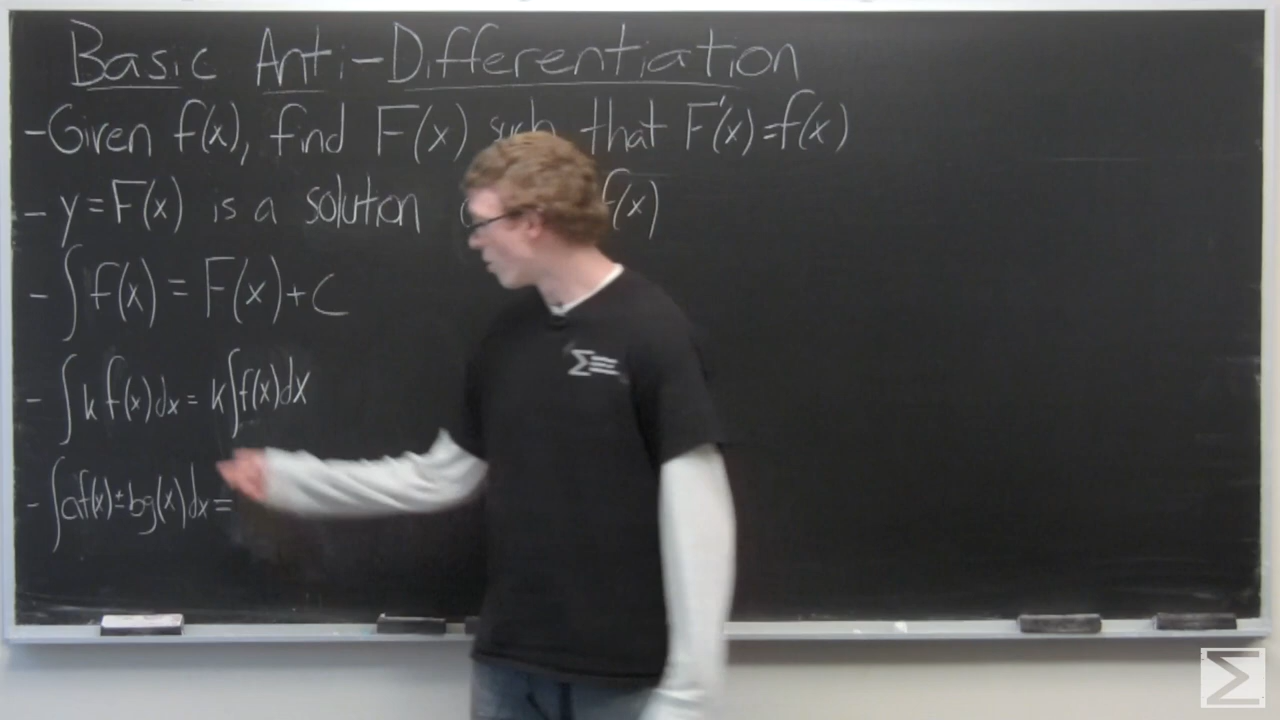 Basic Anti-Differentiation
-Given f(x), find F(x) such that F'(x)=f(x)
- y=F(x) is a solution f(x)
- ∫f(x) = F(x)+C
- ∫k f(x)dx = k∫f(x)dx
- ∫af(x)±bg(x)dx =
Σ
Σ